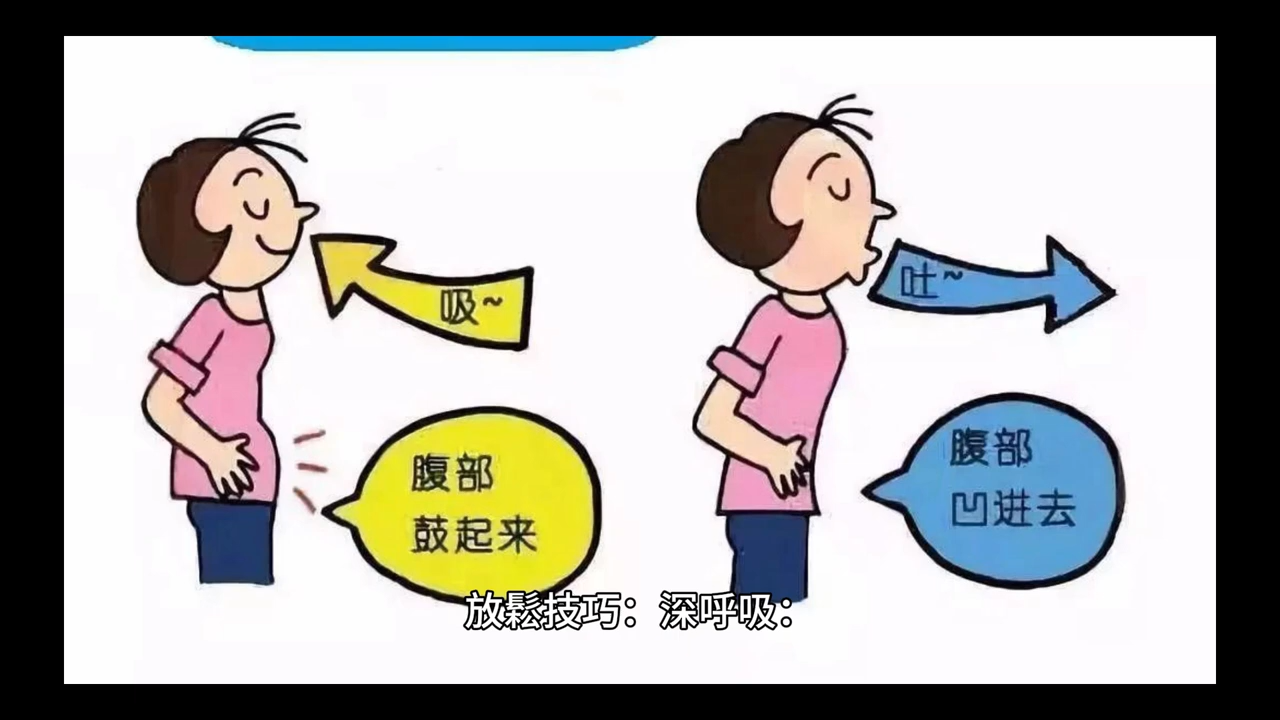 吸~
吐~
腹部
鼓起来
腹部
凹进去
放鬆技巧：深呼吸：